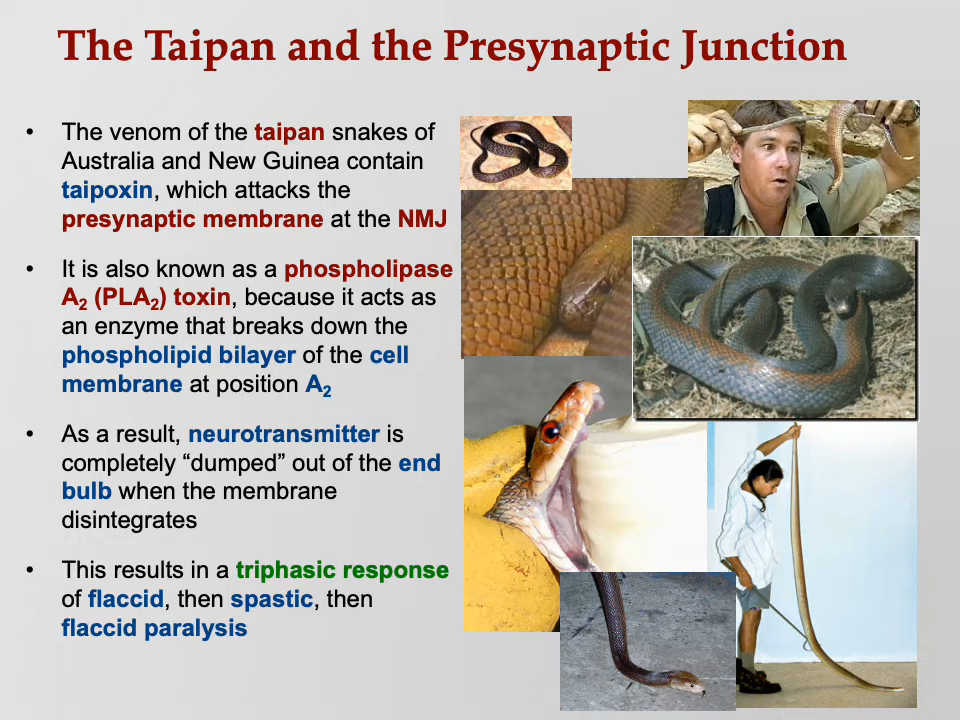 The Taipan and the Presynaptic Junction
• The venom of the taipan snakes of
Australia and New Guinea contain
taipoxin, which attacks the
presynaptic membrane at the NMJ
• It is also known as a phospholipase
A₂ (PLA₂) toxin, because it acts as
an enzyme that breaks down the
phospholipid bilayer of the cell
membrane at position A₂
• As a result, neurotransmitter is
completely “dumped” out of the end
bulb when the membrane
disintegrates
• This results in a triphasic response
of flaccid, then spastic, then
flaccid paralysis